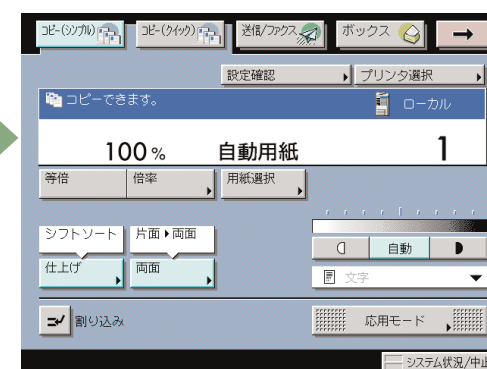 コピー(シンプル) コピー(クイック) 送信/ファクス ボックス
設定確認 プリンタ選択
コピーできます。 ローカル
100% 自動用紙 1
等倍 倍率 用紙選択
シフトソート 片面▶両面
自動
仕上げ 両面
文字
割り込み 応用モード
システム状況/中止